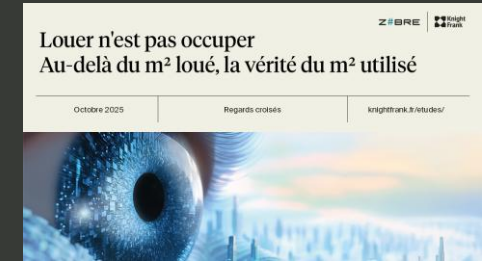 Z#BRE
Knight
Frank
Louer n'est pas occuper
Au-delà du m² loué, la vérité du m² utilisé
Octobre 2025
Regards croisés
knightfrank.fr/etudes/